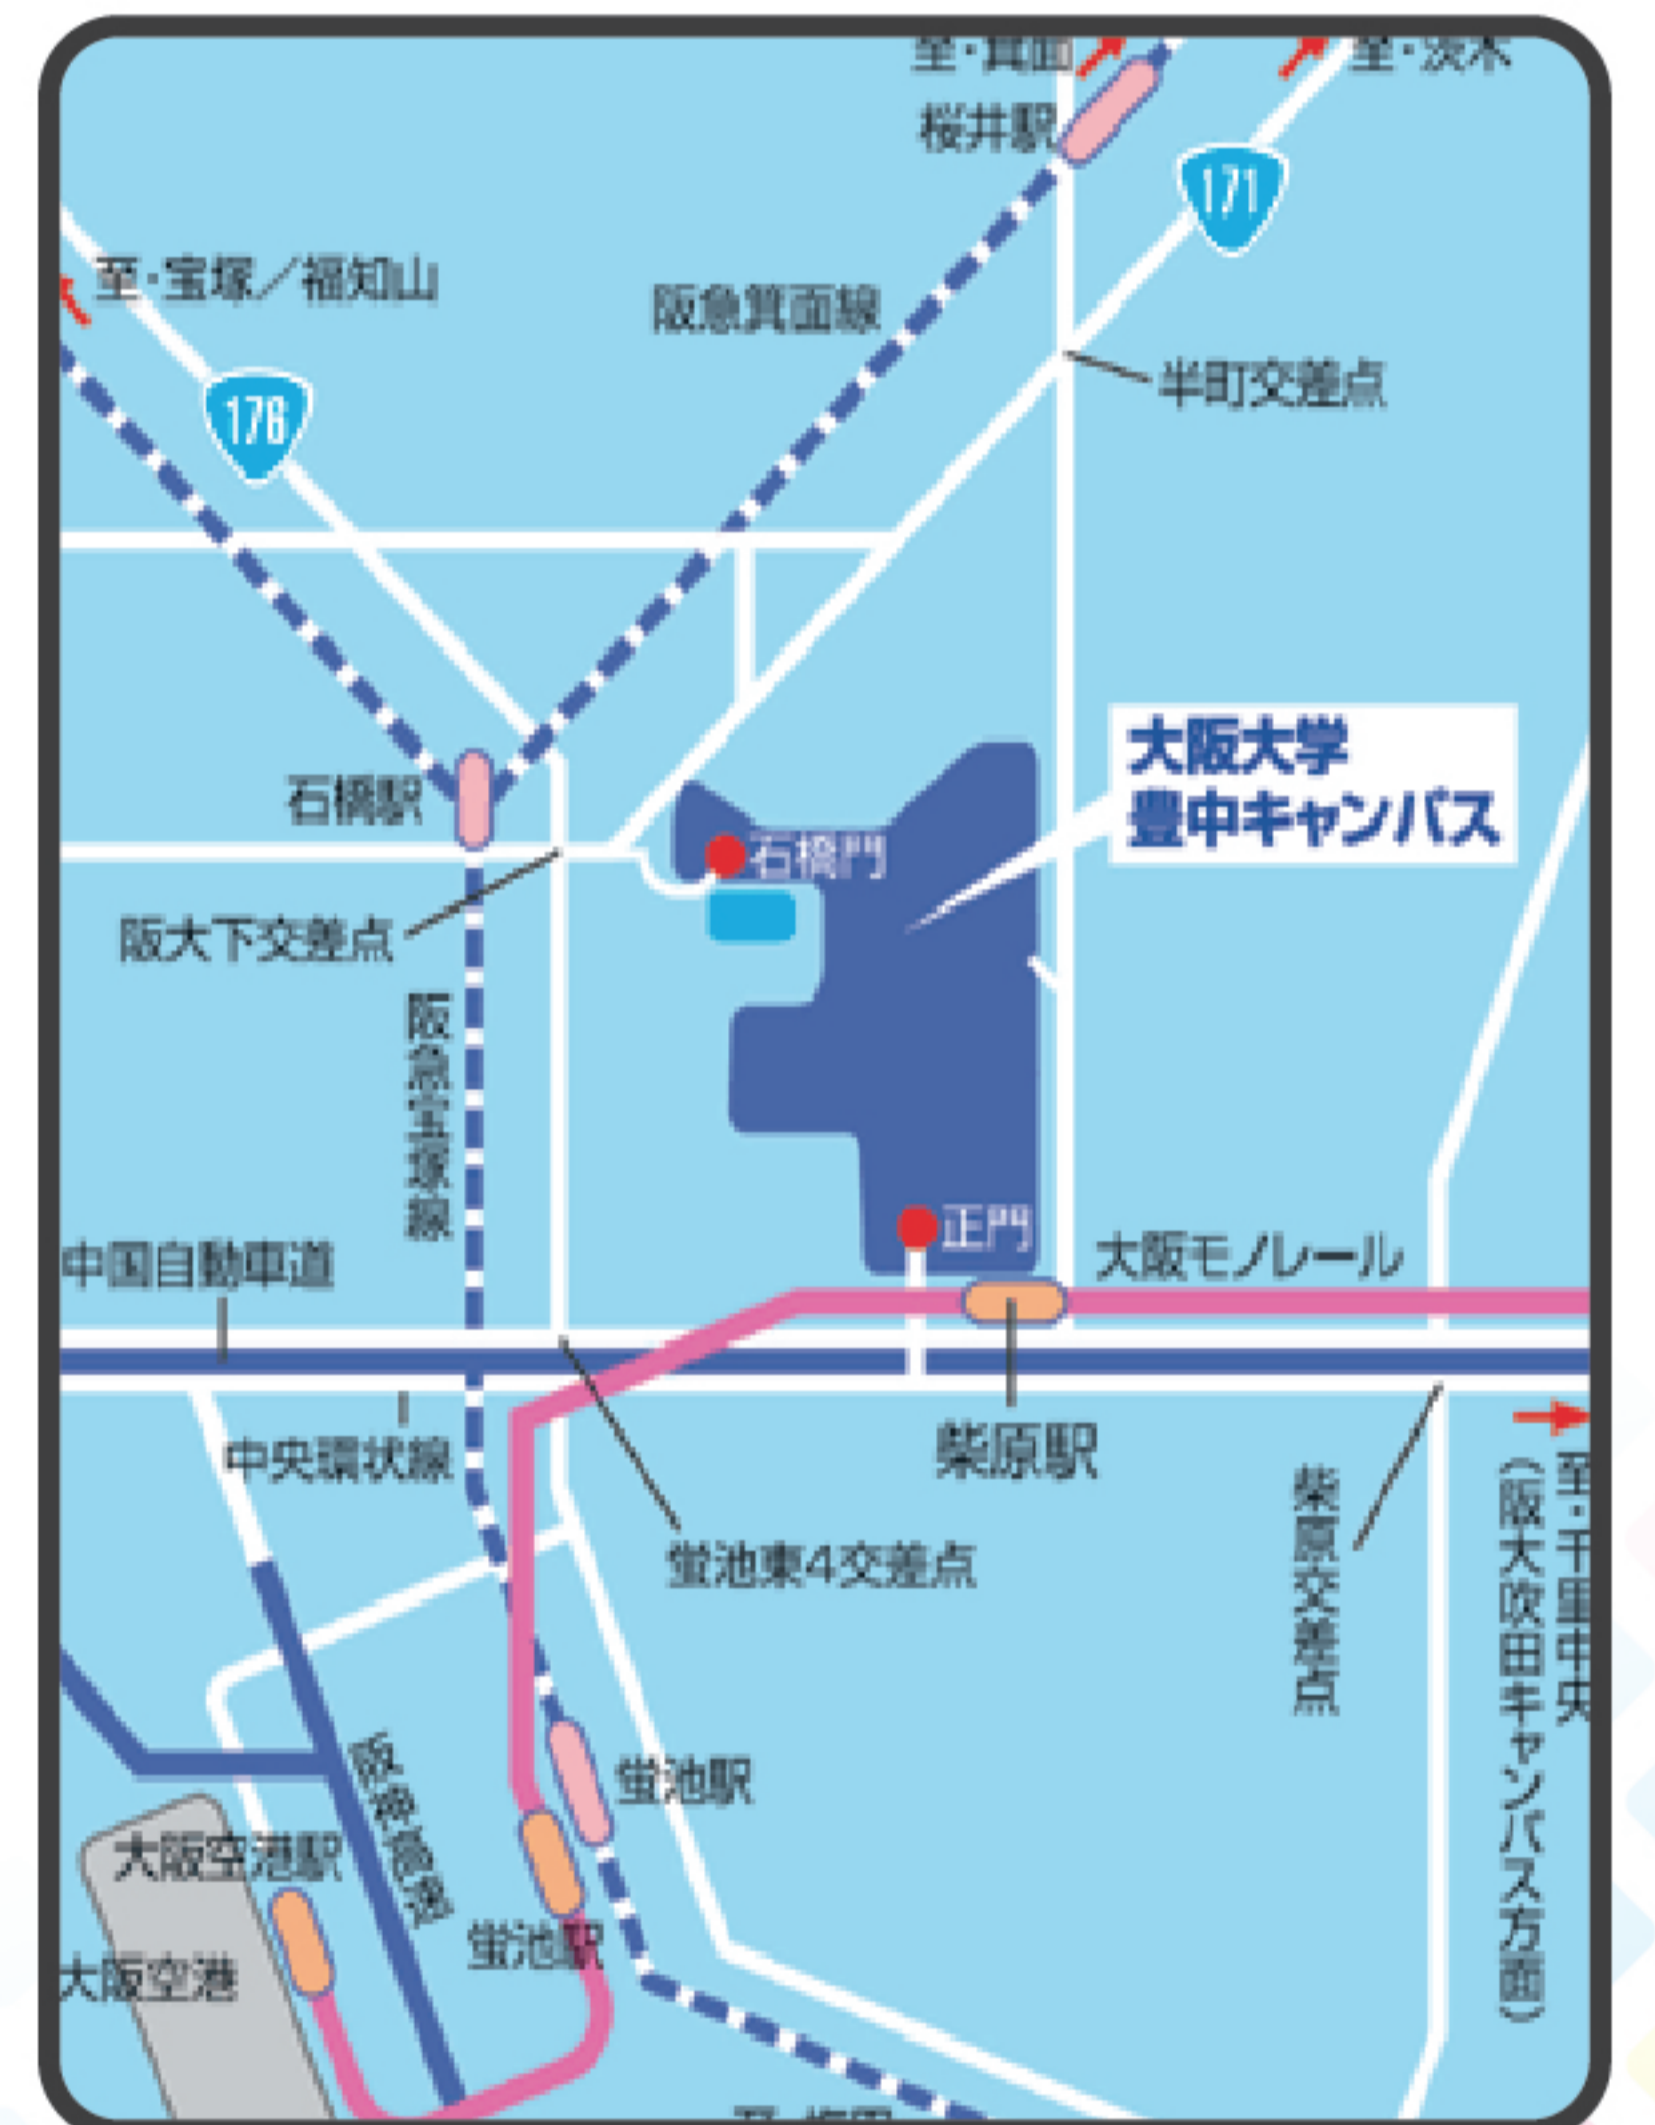 至・箕面
至・茨木
桜井駅
171
至・宝塚／福知山
阪急箕面線
半町交差点
176
大阪大学
豊中キャンパス
石橋駅
石橋門
阪大下交差点
阪急宝塚線
正門
大阪モノレール
中国自動車道
柴原駅
中央環状線
蛍池東4交差点
柴原交差点
至・千里中央
（阪大吹田キャンパス方面）
蛍池駅
大阪空港駅
蛍池駅
大阪空港
至・梅田